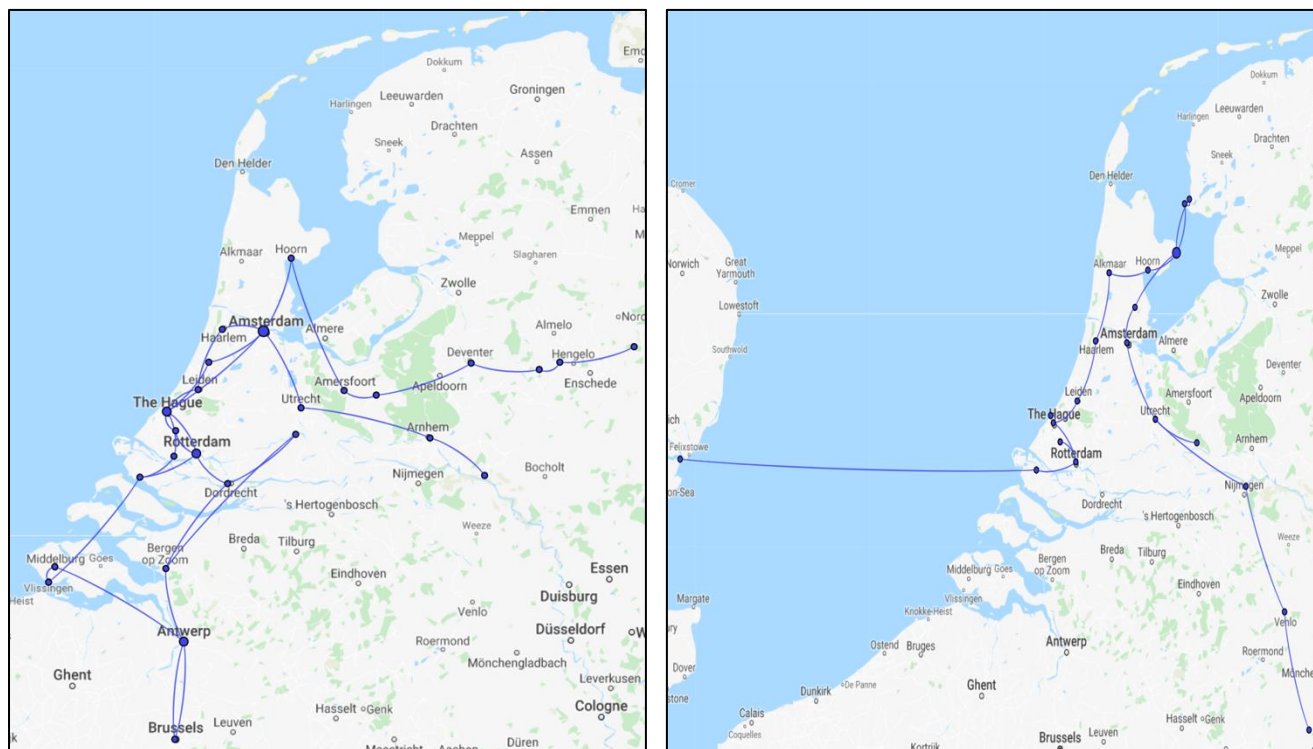 Dokkum
Emd
Groningen
Leeuwarden
Harlingen
Drachten
Sneek
Assen
Den Helder
Emmen
Meppel
Slagharen
Alkmaar
Hoorn
Zwolle
Amsterdam
Almere
Almelo
Haarlem
Deventer
Hengelo
Leiden
Amersfoort
Apeldoorn
Enschede
The Hague
Utrecht
Rotterdam
Arnhem
Nijmegen
Bocholt
Dordrecht
's Hertogenbosch
Weeze
Breda
Tilburg
Bergen
op Zoom
Middelburg
Goes
Essen
Eindhoven
Vlissingen
Duisburg
Heist
Venlo
Antwerp
Roermond
Düsseldorf
Mönchengladbach
Ghent
Leverkusen
Hasselt
Genk
Cologne
Brussels
Leuven
Düren
Dokkum
Leeuwarden
Harlingen
Drachten
Sneek
Den Helder
Cromer
Meppel
Norwich
Great
Yarmouth
Alkmaar
Hoorn
Zwolle
Lowestoft
Amsterdam
Almere
Haarlem
Southwold
Deventer
Leiden
Amersfoort
Apeldoorn
The Hague
Utrecht
Felixstowe
Rotterdam
Arnhem
on-Sea
Nijmegen
Dordrecht
's Hertogenbosch
Weeze
Breda
Tilburg
Bergen
op Zoom
Middelburg
Goes
Eindhoven
Vlissingen
Margate
Knokke-Heist
Venlo
Ostend
Bruges
Antwerp
Roermond
Dover
De Panne
Ghent
Dunkirk
Calais
Coquelles
Hasselt
Genk
Brussels
Leuven
Kortrijk